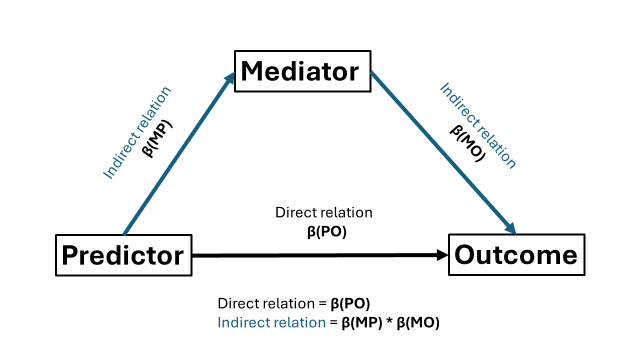 Mediator
Indirect relation
β(MP)
Indirect relation
β(MO)
Direct relation
β(PO)
Predictor
Outcome
Direct relation = β(PO)
Indirect relation = β(MP) * β(MO)